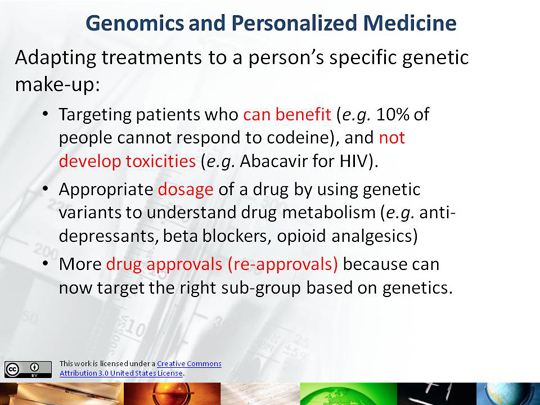 Genomics and Personalized Medicine
Adapting treatments to a person’s specific genetic
make-up:
• Targeting patients who can benefit (e.g. 10% of
people cannot respond to codeine), and not
develop toxicities (e.g. Abacavir for HIV).
• Appropriate dosage of a drug by using genetic
variants to understand drug metabolism (e.g. anti-
depressants, beta blockers, opioid analgesics)
• More drug approvals (re-approvals) because can
now target the right sub-group based on genetics.
This work is licensed under a Creative Commons
Attribution 3.0 United States License.
cc BY